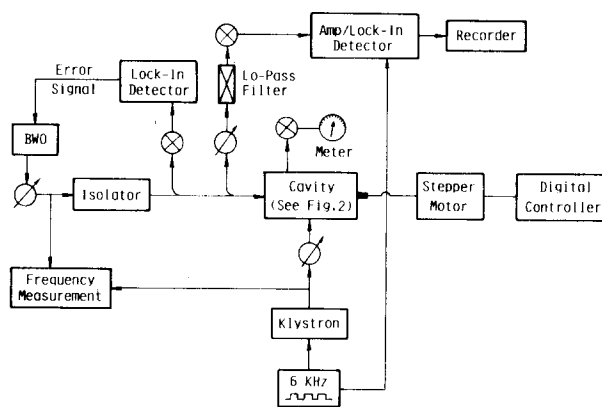 Amp/Lock-In
Detector
Recorder
Error
Signal
Lock-In
Detector
Lo-Pass
Filter
BWO
Meter
Isolator
Cavity
(See Fig.2)
Stepper
Motor
Digital
Controller
Frequency
Measurement
Klystron
6 KHz